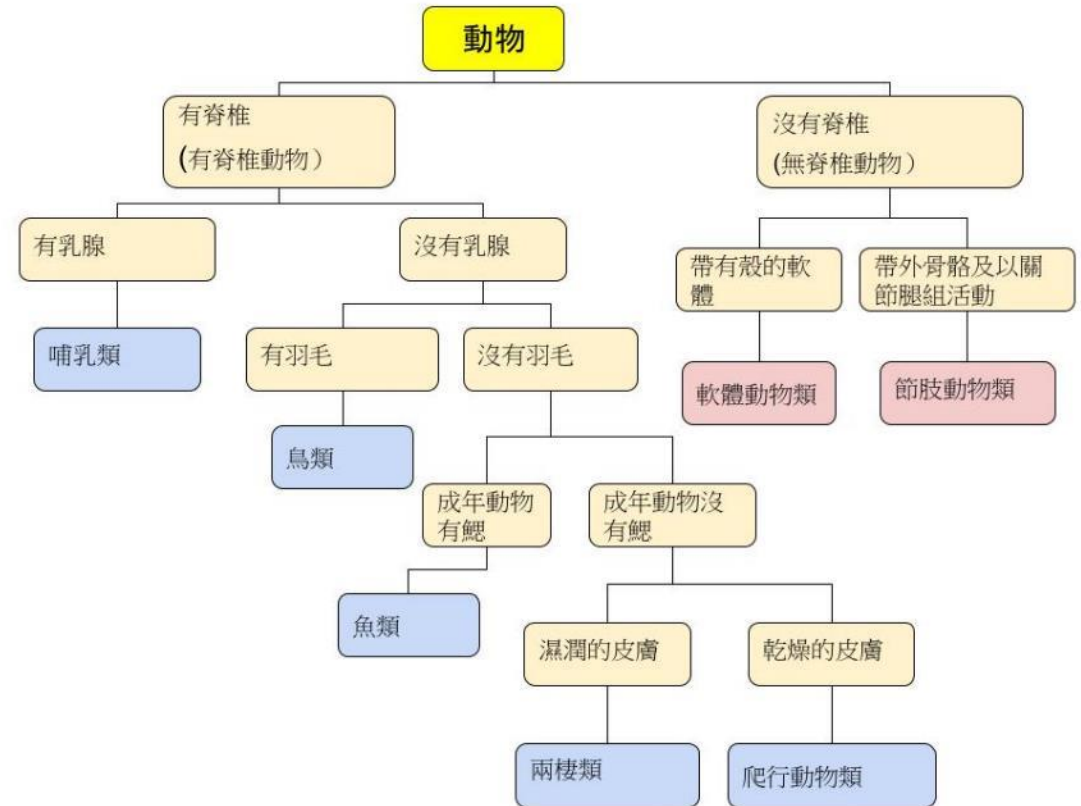 動物
有脊椎
(有脊椎動物）
沒有脊椎
(無脊椎動物）
有乳腺
沒有乳腺
帶有殼的軟
體
帶外骨骼及以關
節腿組活動
哺乳類
有羽毛
沒有羽毛
軟體動物類
節肢動物類
鳥類
成年動物
有鰓
成年動物沒
有鰓
魚類
濕潤的皮膚
乾燥的皮膚
兩棲類
爬行動物類